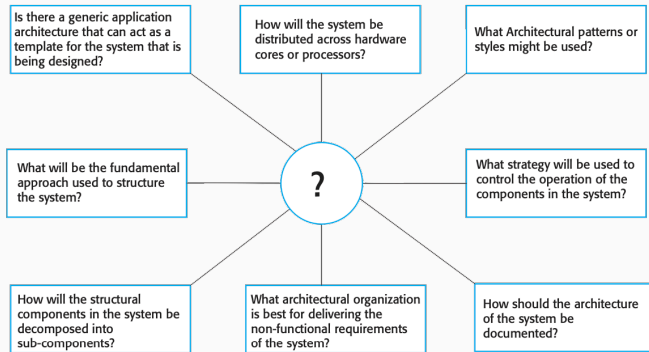 Is there a generic application
architecture that can act as a
template for the system that is
being designed?
How will the system be
distributed across hardware
cores or processors?
What Architectural patterns or
styles might be used?
What will be the fundamental
approach used to structure
the system?
?
What strategy will be used to
control the operation of the
components in the system?
How will the structural
components in the system be
decomposed into
sub-components?
What architectural organization
is best for delivering the
non-functional requirements
of the system?
How should the architecture
of the system be
documented?